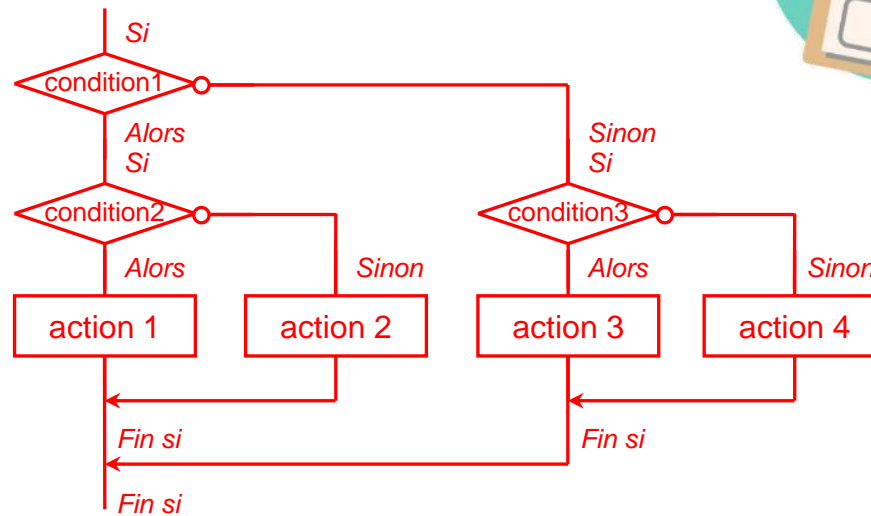 Si
condition1
Alors
Sinon
Si
Si
condition2
condition3
Alors
Sinon
Alors
Sinon
action 1
action 2
action 3
action 4
Fin si
Fin si
Fin si